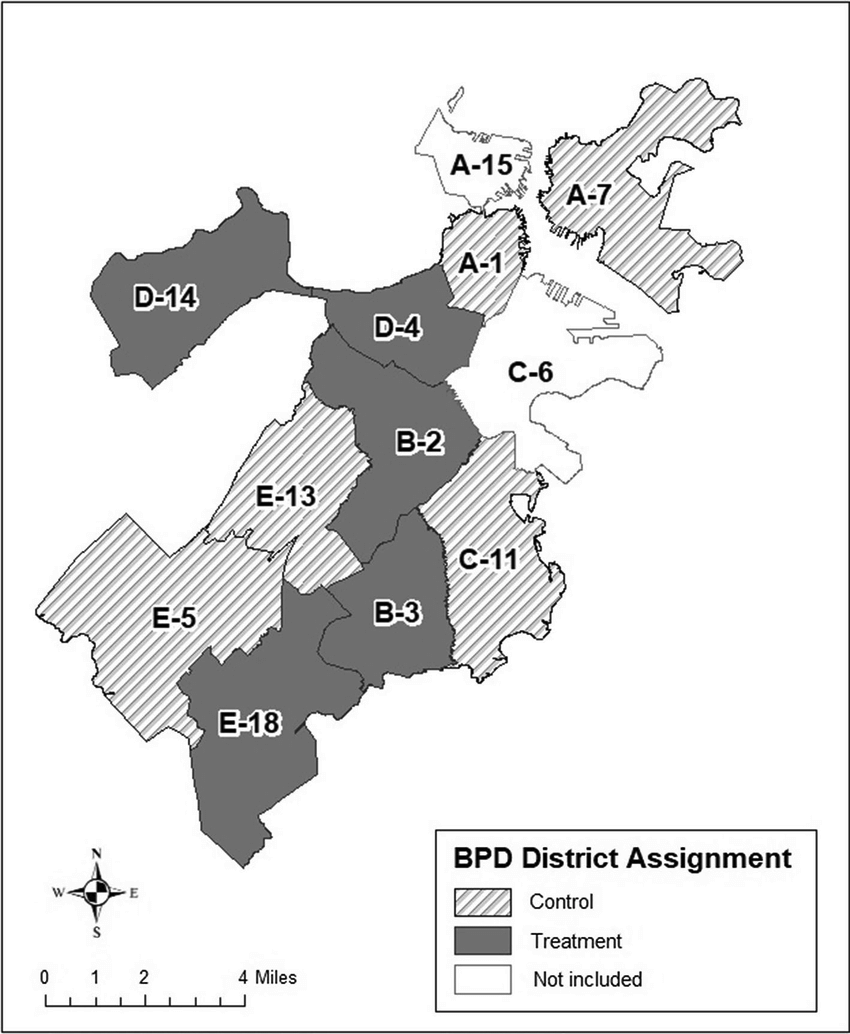 A-15
A-7
A-1
D-14
D-4
C-6
B-2
E-13
C-11
B-3
E-5
E-18
N
W E
S
0 1 2 4 Miles
BPD District Assignment
Control
Treatment
Not included